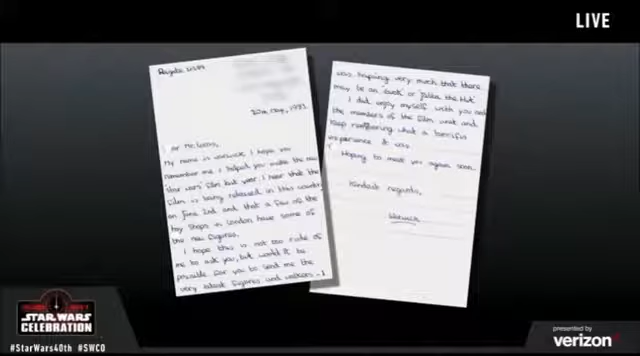 LIVE
20th May, 1983
Dear Mr. Lucas,
My name is Warwick. I hope you
remember me I helped you make the new
'Star Wars' film last year. I hear that the
film is being released in this country
on June 2nd and that a few of the
toy shops in London have some of
the new figures.
I hope this is not too rude of
me to ask you, but would it be
possible for you to send me the
very latest figures and walkers - I
was hoping very much that there
may be an 'ewok' or 'jabba the Hut'.
I did enjoy myself with you and
the members of the film unit and
keep remembering what a terrific
experience it was.
Hoping to meet you again soon.
Kindest regards,
Warwick
STAR WARS
CELEBRATION
#StarWars40th #SWCO
presented by
verizon